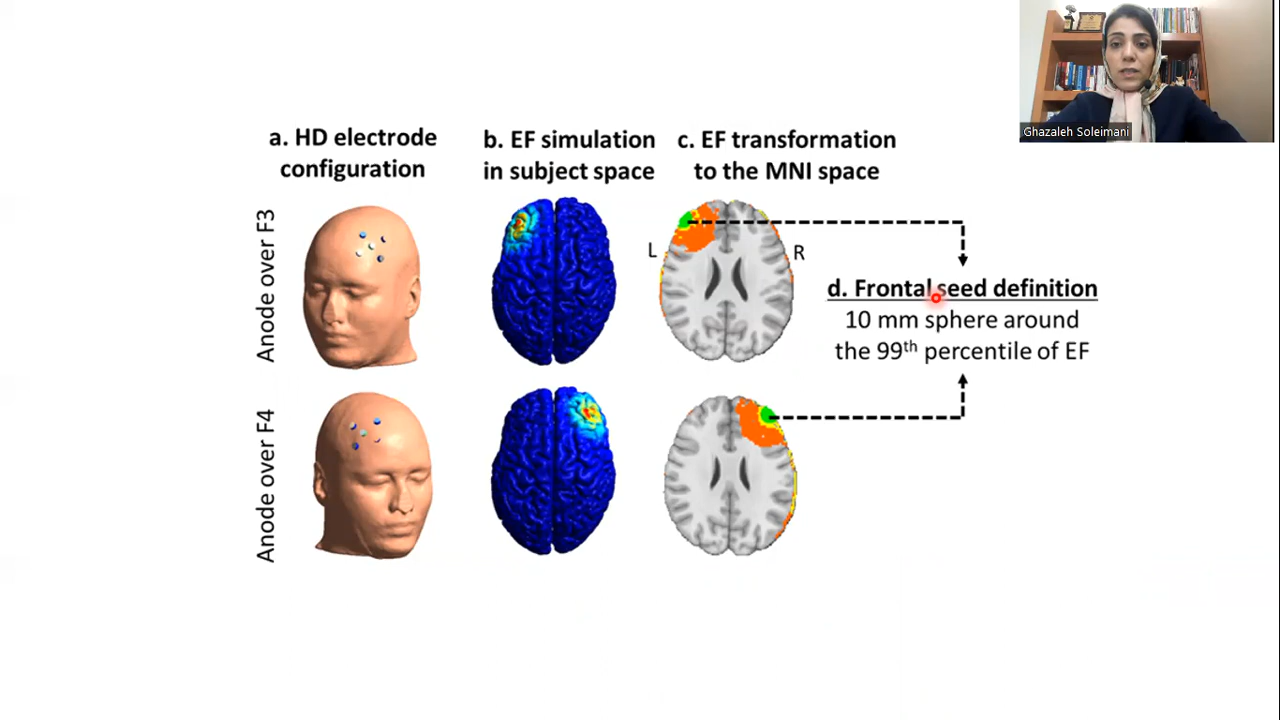 Ghazaleh Soleimani
a. HD electrode
configuration
b. EF simulation
in subject space
c. EF transformation
to the MNI space
Anode over F3
L
R
d. Frontal seed definition
10 mm sphere around
the 99th percentile of EF
Anode over F4